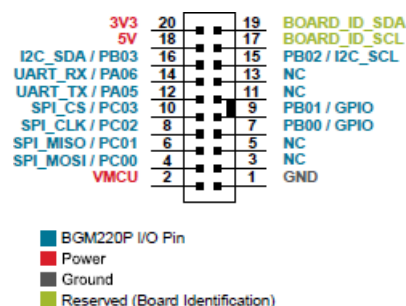 3V3 20 19 BOARD_ID_SDA
5V 18 17 BOARD_ID_SCL
I2C_SDA / PB03 16 15 PB02 / I2C_SCL
UART_RX / PA06 14 13 NC
UART_TX / PA05 12 11 NC
SPI_CS / PC03 10 9 PB01 / GPIO
SPI_CLK / PC02 8 7 PB00 / GPIO
SPI_MISO / PC01 6 5 NC
SPI_MOSI / PC00 4 3 NC
VMCU 2 1 GND
BGM220P I/O Pin
Power
Ground
Reserved (Board Identification)